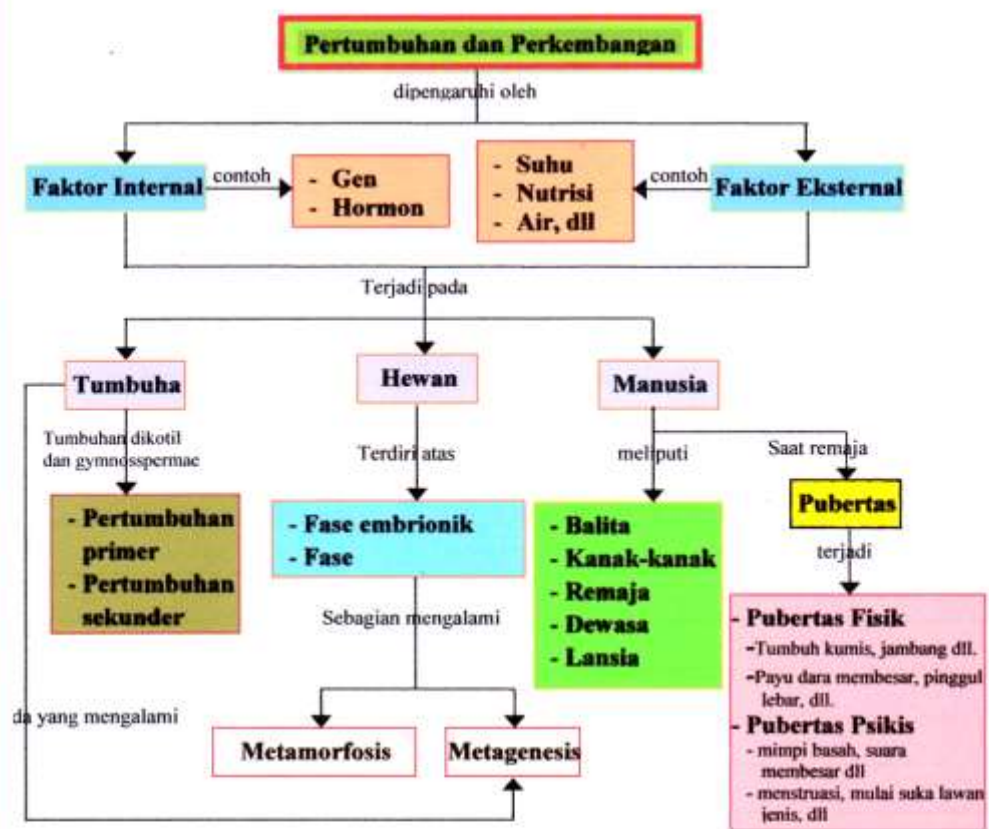 Pertumbuhan dan Perkembangan
dipengaruhi oleh
Faktor Internal
contoh
- Gen
- Hormon
- Suhu
- Nutrisi
- Air, dll
contoh
Faktor Eksternal
Terjadi pada
Tumbuha
Hewan
Manusia
Tumbuhan dikotil
dan gymnosspermae
Terdiri atas
meliputi
Saat remaja
Pubertas
- Pertumbuhan
primer
- Pertumbuhan
sekunder
- Fase embrionik
- Fase
- Balita
- Kanak-kanak
- Remaja
- Dewasa
- Lansia
terjadi
Sebagian mengalami
- Pubertas Fisik
-Tumbuh kumis, jambang dll.
-Payu dara membesar, pinggul
lebar, dll.
- Pubertas Psikis
- mimpi basah, suara
membesar dll
- menstruasi, mulai suka lawan
jenis, dll
da yang mengalami
Metamorfosis
Metagenesis